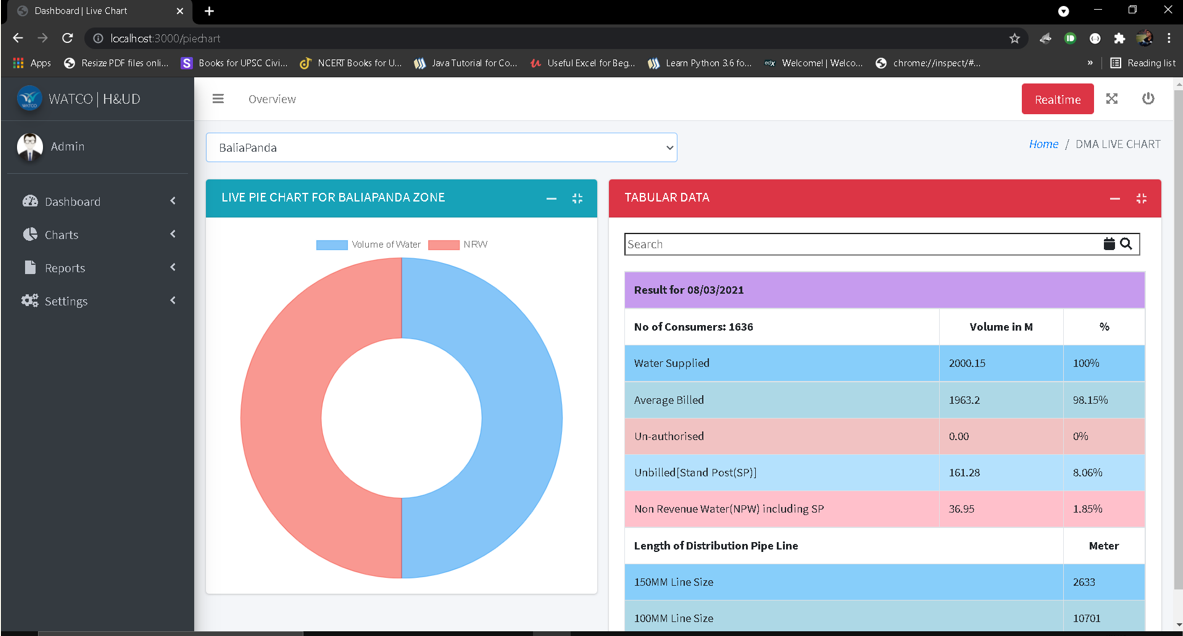 Dashboard | Live Chart
localhost:3000/piechart
Apps Resize PDF files onli... Books for UPSC Civi... NCERT Books for U... Java Tutorial for Co... Useful Excel for Beg... Learn Python 3.6 fo... Welcome! | Welco... chrome://inspect/#... » Reading list
WATCO | H&UD
Overview
Realtime
Admin
BaliaPanda
Home / DMA LIVE CHART
Dashboard
Charts
Reports
Settings
LIVE PIE CHART FOR BALIAPANDA ZONE
Volume of Water NRW
TABULAR DATA
Search
Result for 08/03/2021
No of Consumers: 1636 Volume in M %
Water Supplied 2000.15 100%
Average Billed 1963.2 98.15%
Un-authorised 0.00 0%
Unbilled[Stand Post(SP)] 161.28 8.06%
Non Revenue Water(NPW) including SP 36.95 1.85%
Length of Distribution Pipe Line Meter
150MM Line Size 2633
100MM Line Size 10701